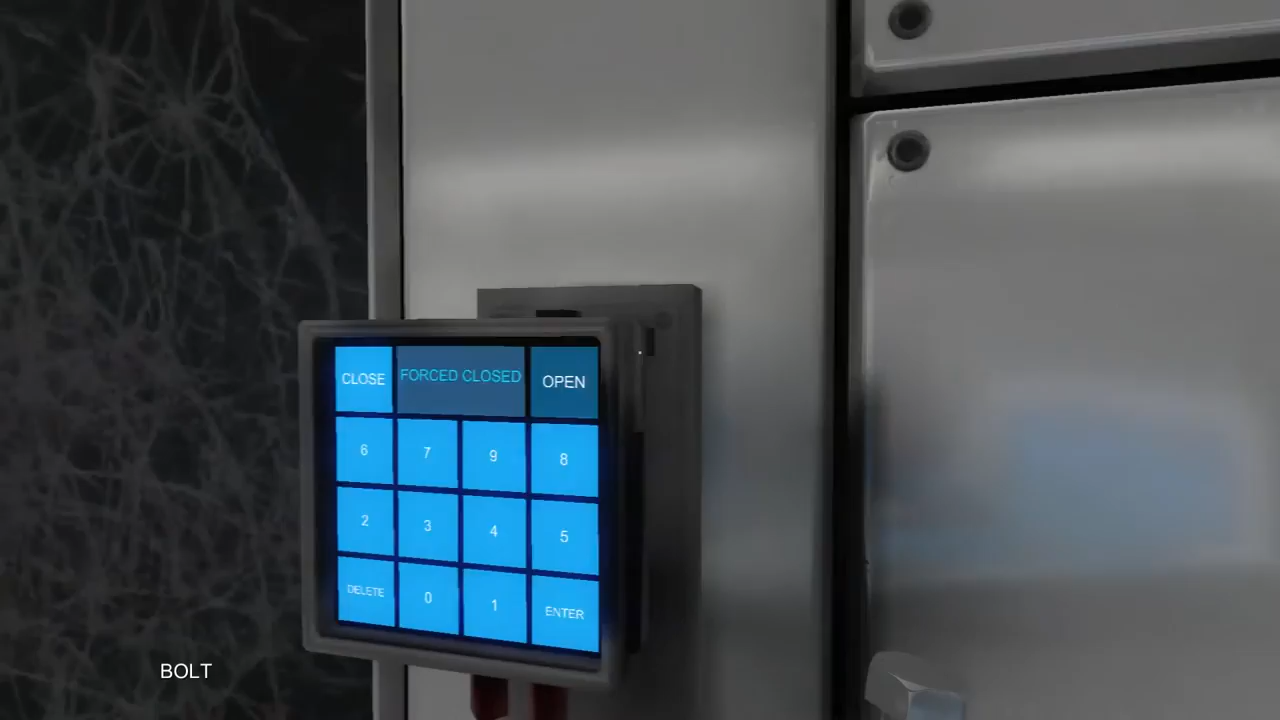 CLOSE FORCED CLOSED OPEN
6 7 9 8
2 3 4 5
DELETE 0 1 ENTER
BOLT